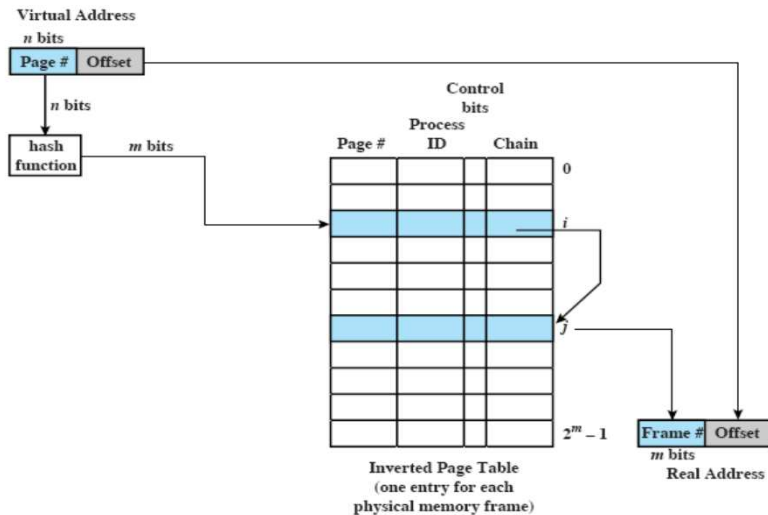 Virtual Address
n bits
Page # Offset
n bits
hash
function
m bits
Control
bits
Process
Page # ID Chain
0
i
j
2^m – 1
Frame # Offset
m bits
Real Address
Inverted Page Table
(one entry for each
physical memory frame)